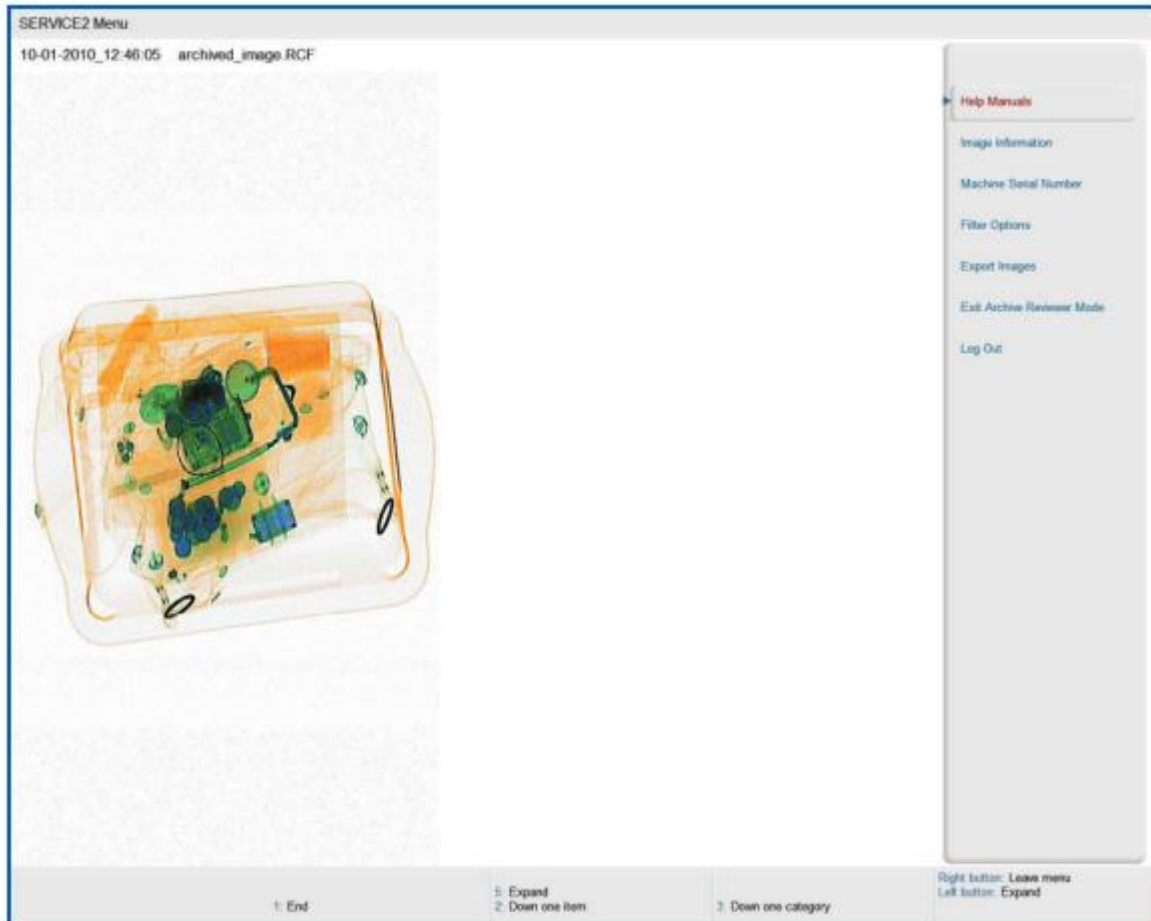 SERVICE2 Menu
10-01-2010_12:46:05 archived_image.RCF
Help Manuals
Image Information
Machine Serial Number
Filter Options
Export Images
Exit Archive Reviewer Mode
Log Out
1: End
5: Expand
2: Down one item
3: Down one category
Right button: Leave menu
Left button: Expand